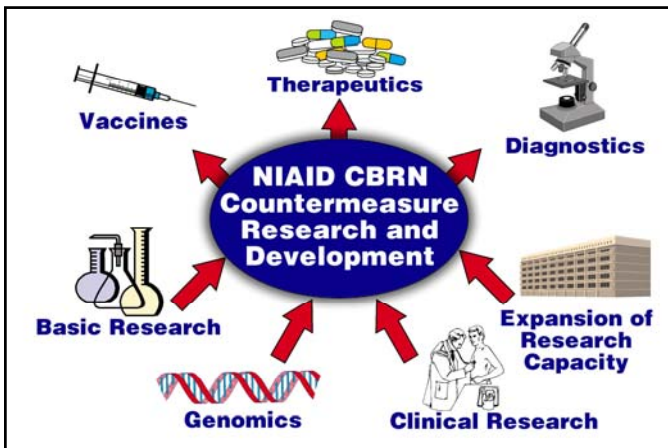 Therapeutics
Vaccines
Diagnostics
NIAID CBRN
Countermeasure
Research and
Development
Basic Research
Expansion of
Research
Capacity
Genomics
Clinical Research